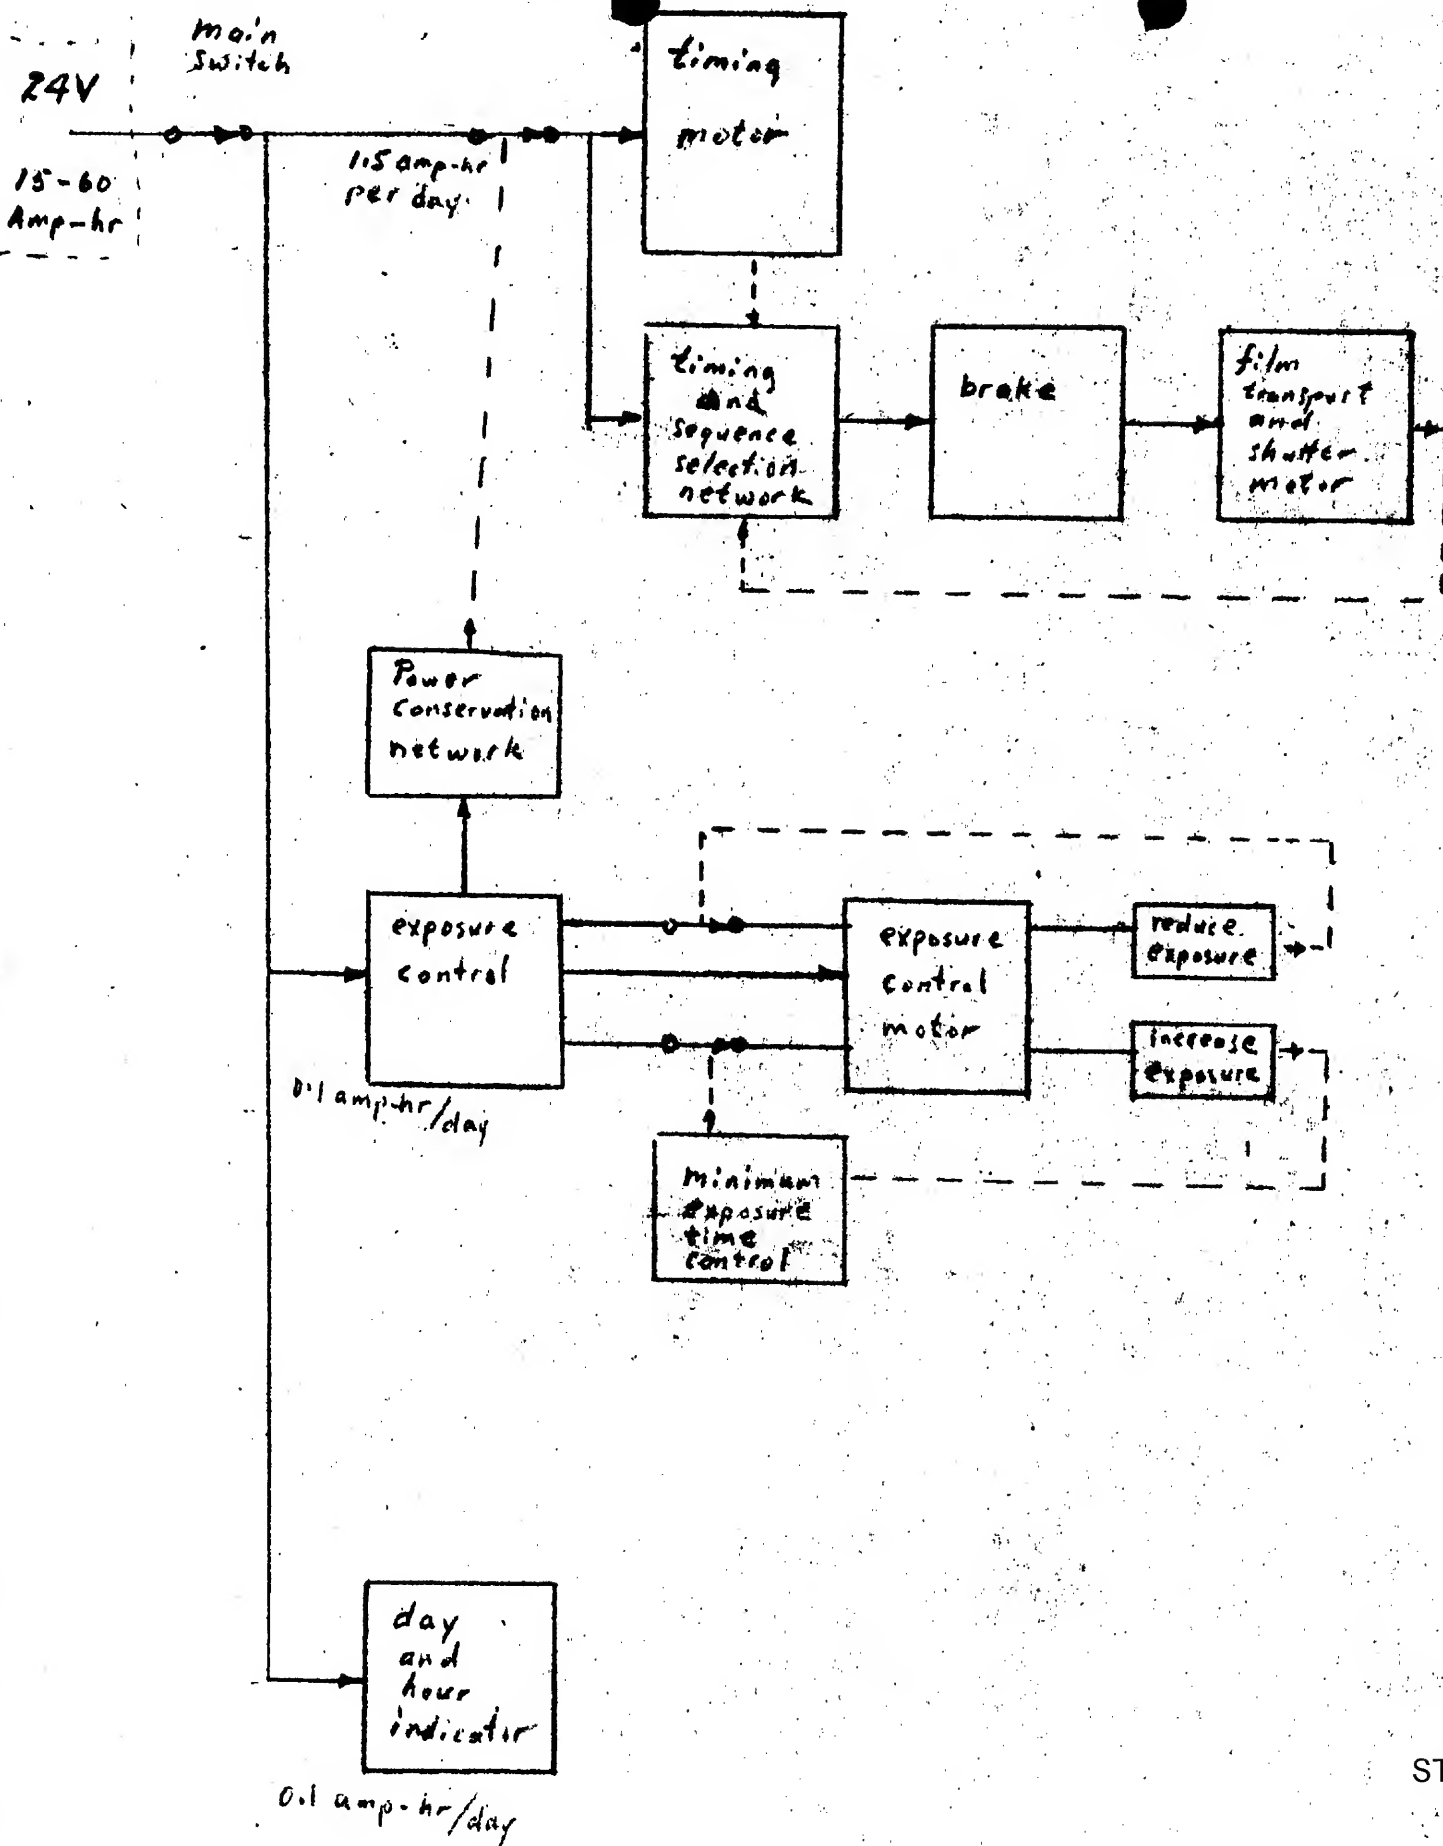 main
switch
24V
15-60
Amp-hr
1.5 amp-hr
per day
timing
motor
timing
and
sequence
selection
network
brake
film
transport
and
shutter
motor
Power
conservation
network
exposure
control
0.1 amp-hr/day
exposure
control
motor
reduce
exposure
increase
exposure
minimum
exposure
time
control
day
and
hour
indicator
0.1 amp-hr/day
ST